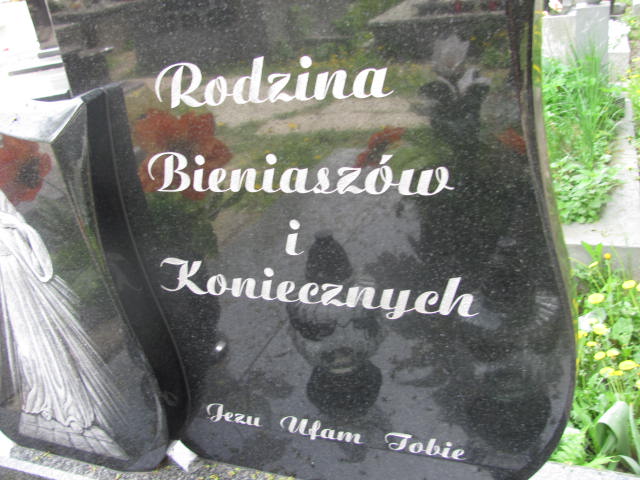 Rodzina
Bieniaszów
i
Koniecznych
Jezu Ufam Tobie